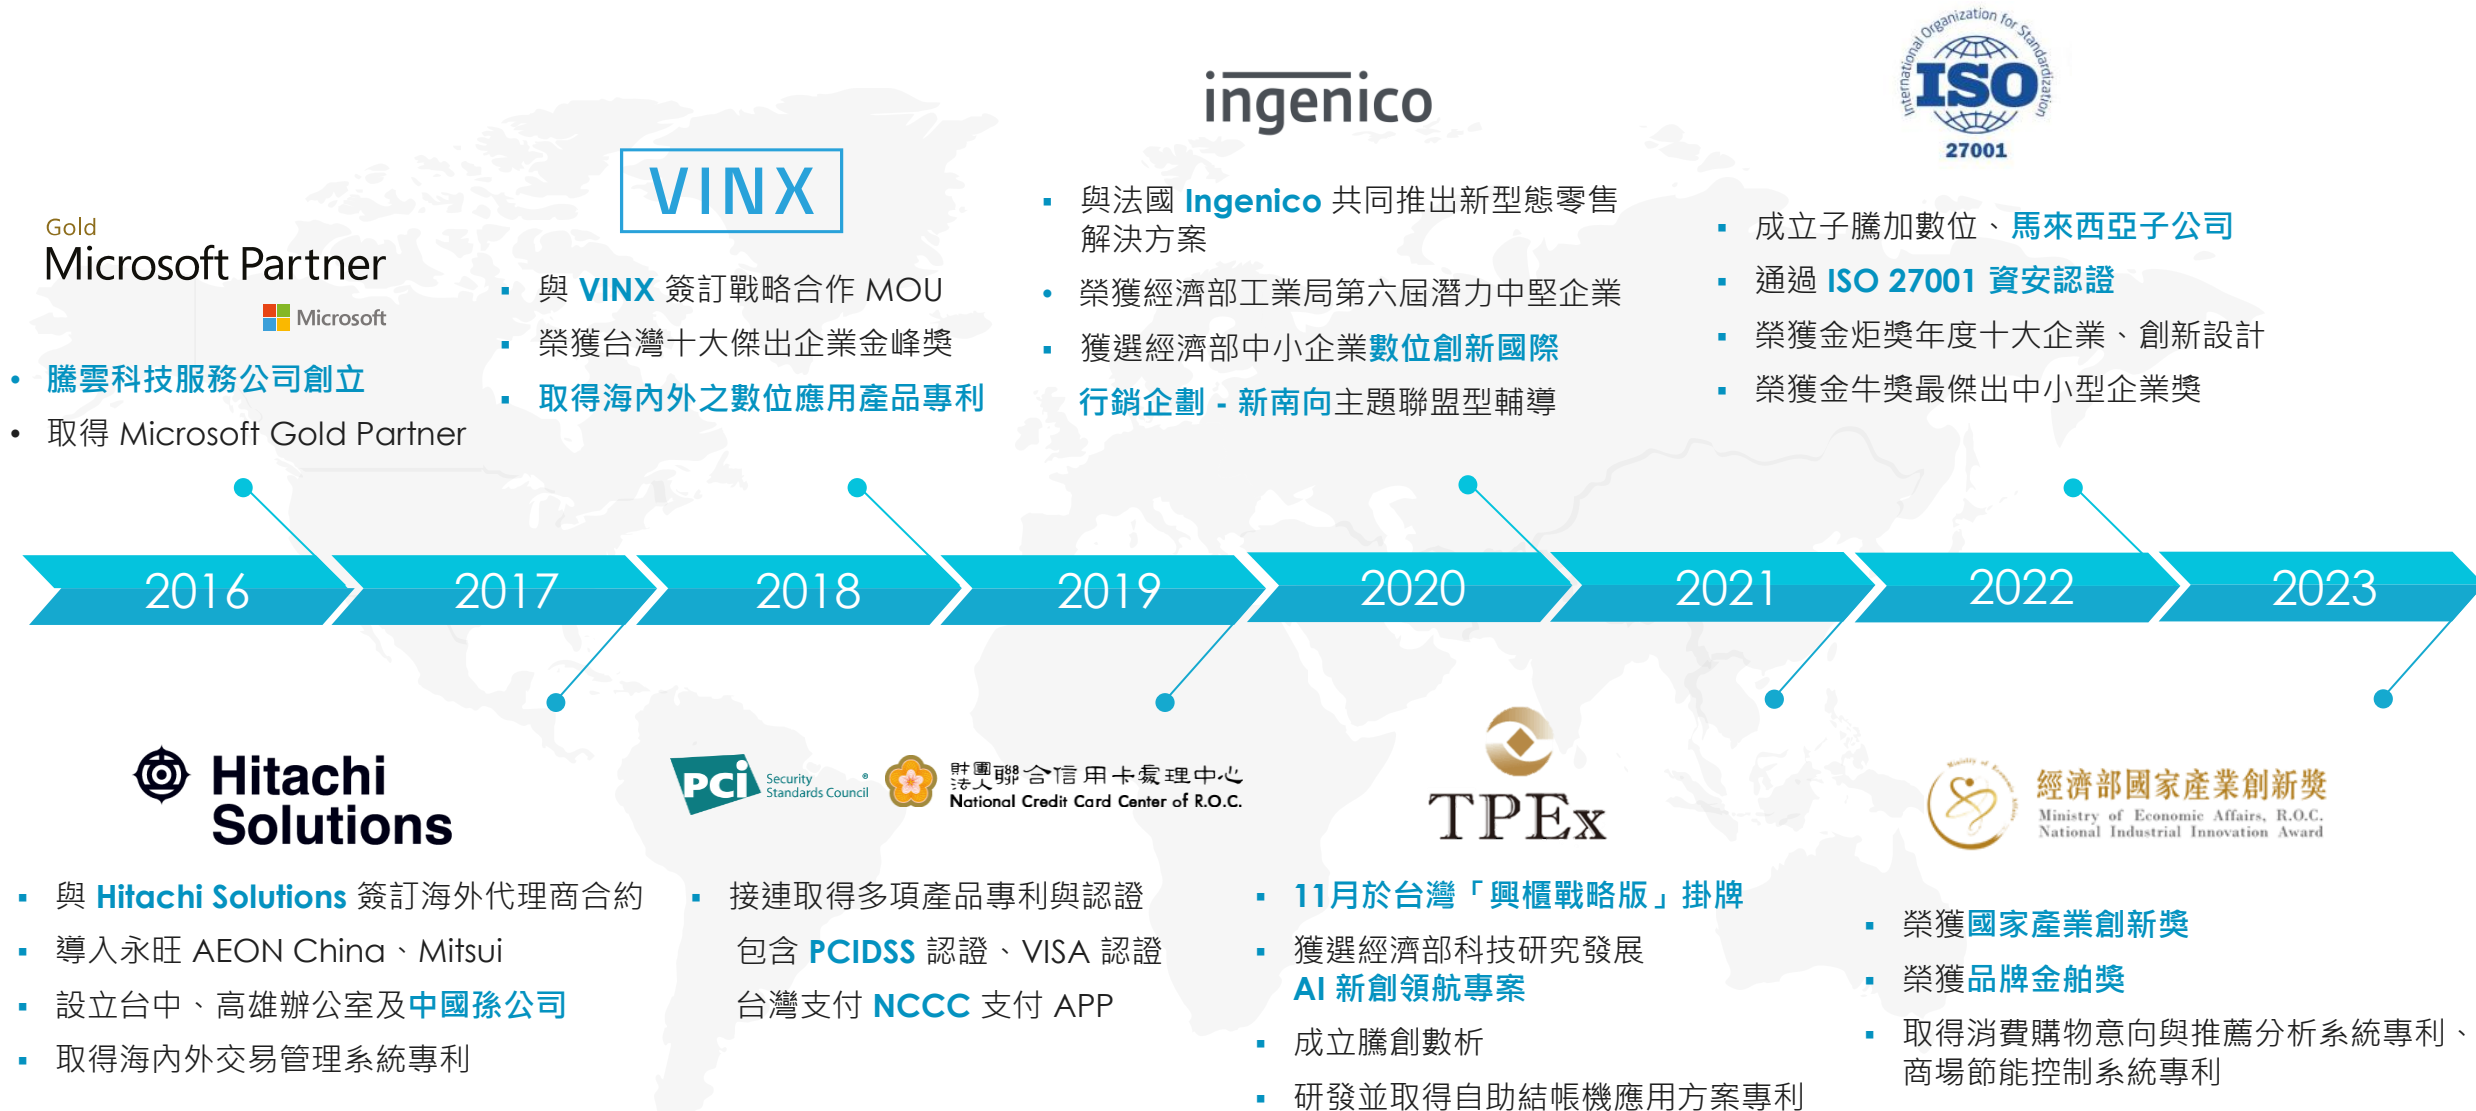 Gold
Microsoft Partner
Microsoft
• 騰雲科技服務公司創立
• 取得 Microsoft Gold Partner
VINX
▪ 與 VINX 簽訂戰略合作 MOU
▪ 榮獲台灣十大傑出企業金峰獎
▪ 取得海內外之數位應用產品專利
ingenico
▪ 與法國 Ingenico 共同推出新型態零售
解決方案
• 榮獲經濟部工業局第六屆潛力中堅企業
▪ 獲選經濟部中小企業數位創新國際
行銷企劃 - 新南向主題聯盟型輔導
International Organization for Standardization
ISO
27001
▪ 成立子騰加數位、馬來西亞子公司
▪ 通過 ISO 27001 資安認證
▪ 榮獲金炬獎年度十大企業、創新設計
▪ 榮獲金牛獎最傑出中小型企業獎
2016
2017
2018
2019
2020
2021
2022
2023
Hitachi
Solutions
▪ 與 Hitachi Solutions 簽訂海外代理商合約
▪ 導入永旺 AEON China、Mitsui
▪ 設立台中、高雄辦公室及中國孫公司
▪ 取得海內外交易管理系統專利
PCi Security
Standards Council ®
財團法人聯合信用卡處理中心
National Credit Card Center of R.O.C.
▪ 接連取得多項產品專利與認證
包含 PCIDSS 認證、VISA 認證
台灣支付 NCCC 支付 APP
TPEx
▪ 11月於台灣「興櫃戰略版」掛牌
▪ 獲選經濟部科技研究發展
AI 新創領航專案
▪ 成立騰創數析
▪ 研發並取得自助結帳機應用方案專利
經濟部國家產業創新獎
Ministry of Economic Affairs, R.O.C.
National Industrial Innovation Award
▪ 榮獲國家產業創新獎
▪ 榮獲品牌金舶獎
▪ 取得消費購物意向與推薦分析系統專利、
商場節能控制系統專利